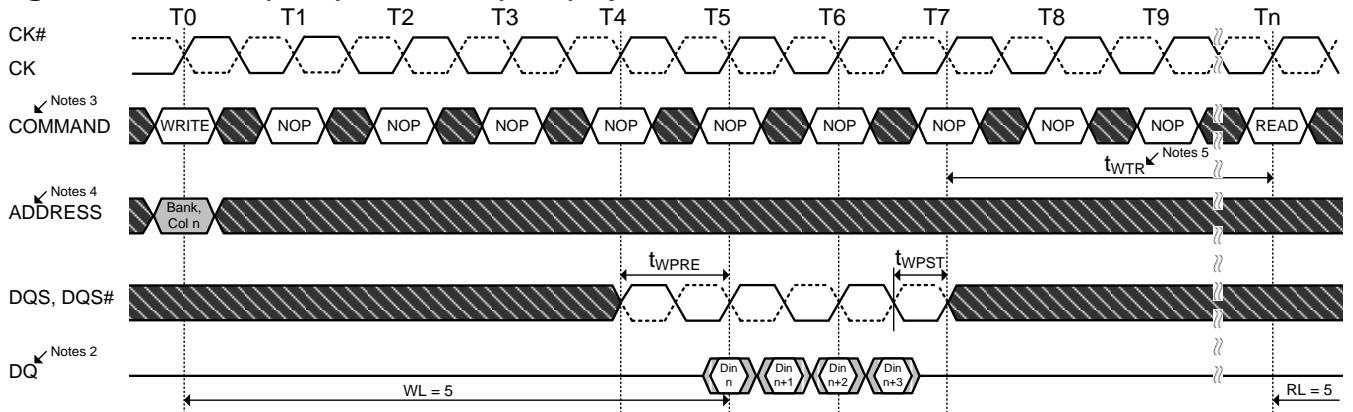 T0 T1 T2 T3 T4 T5 T6 T7 T8 T9 Tn
CK#
CK
Notes 3
COMMAND WRITE NOP NOP NOP NOP NOP NOP NOP NOP NOP READ
tWTR Notes 5
Notes 4
ADDRESS Bank, Col n
tWPRE tWPST
DQS, DQS#
Notes 2
DQ Din n Din n+1 Din n+2 Din n+3
WL = 5 RL = 5